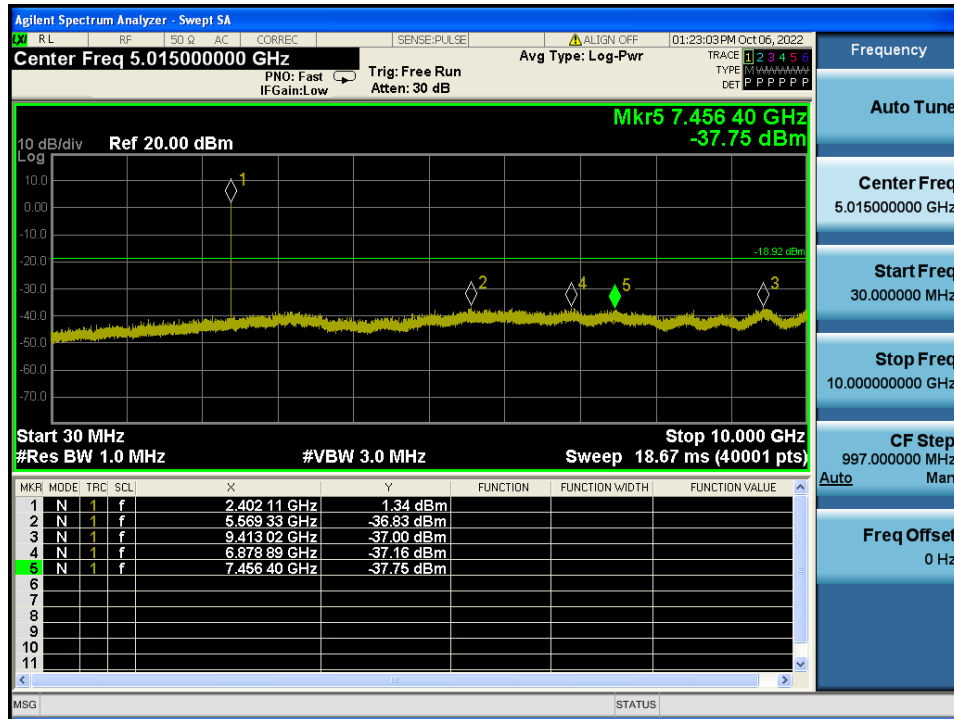 Agilent Spectrum Analyzer - Swept SA
LXI RL RF 50 Ω AC CORREC SENSE:PULSE ALIGN OFF 01:23:03 PM Oct 06, 2022
Center Freq 5.015000000 GHz
PNO: Fast
IFGain:Low
Trig: Free Run
Atten: 30 dB
Avg Type: Log-Pwr
TRACE 1 2 3 4 5 6
TYPE M WWWWW
DET P P P P P P
Mkr5 7.456 40 GHz
-37.75 dBm
10 dB/div Ref 20.00 dBm
Log
10.0
0.00
-10.0
-20.0
-30.0
-40.0
-50.0
-60.0
-70.0
-18.92 dBm
1
2
4
5
3
Start 30 MHz Stop 10.000 GHz
#Res BW 1.0 MHz #VBW 3.0 MHz Sweep 18.67 ms (40001 pts)
MKR MODE TRC SCL X Y FUNCTION FUNCTION WIDTH FUNCTION VALUE
1 N 1 f 2.402 11 GHz 1.34 dBm
2 N 1 f 5.569 33 GHz -36.83 dBm
3 N 1 f 9.413 02 GHz -37.00 dBm
4 N 1 f 6.878 89 GHz -37.16 dBm
5 N 1 f 7.456 40 GHz -37.75 dBm
6
7
8
9
10
11
MSG STATUS
Frequency
Auto Tune
Center Freq
5.015000000 GHz
Start Freq
30.000000 MHz
Stop Freq
10.000000000 GHz
CF Step
997.000000 MHz
Auto Man
Freq Offset
0 Hz